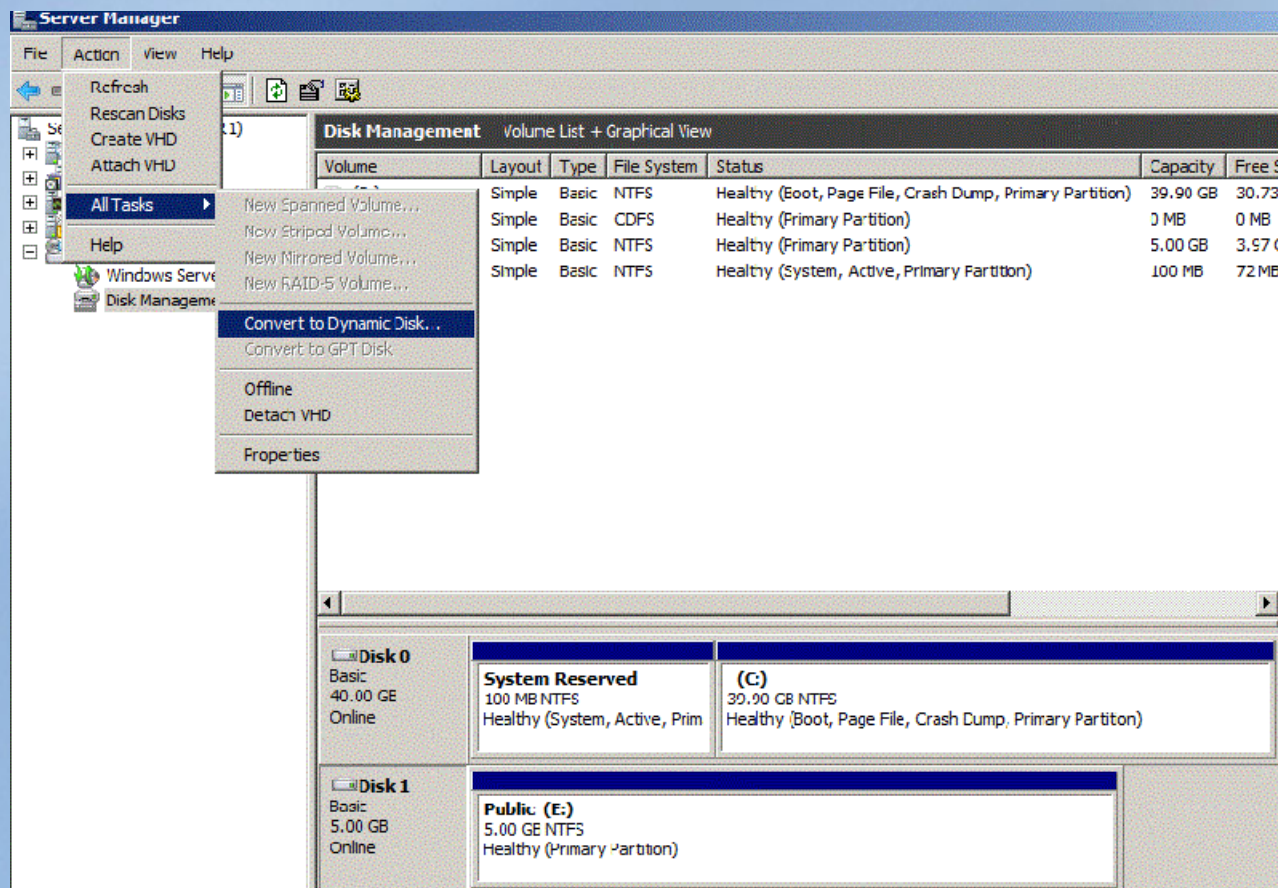 Server Manager
File Action View Help
Refresh
Rescan Disks
Create VHD
Attach VHD
All Tasks
Help
New Spanned Volume...
New Striped Volume...
New Mirrored Volume...
New RAID-5 Volume...
Convert to Dynamic Disk...
Convert to GPT Disk
Offline
Detach VHD
Properties
Windows Serve
Disk Manageme
Disk Management Volume List + Graphical View
Volume Layout Type File System Status Capacity Free S
Simple Basic NTFS Healthy (Boot, Page File, Crash Dump, Primary Partition) 39.90 GB 30.73
Simple Basic CDFS Healthy (Primary Partition) 0 MB 0 MB
Simple Basic NTFS Healthy (Primary Partition) 5.00 GB 3.97 G
Simple Basic NTFS Healthy (System, Active, Primary Partition) 100 MB 72 MB
Disk 0
Basic
40.00 GB
Online
System Reserved
100 MB NTFS
Healthy (System, Active, Prim
(C:)
39.90 GB NTFS
Healthy (Boot, Page File, Crash Dump, Primary Partition)
Disk 1
Basic
5.00 GB
Online
Public (E:)
5.00 GB NTFS
Healthy (Primary Partition)